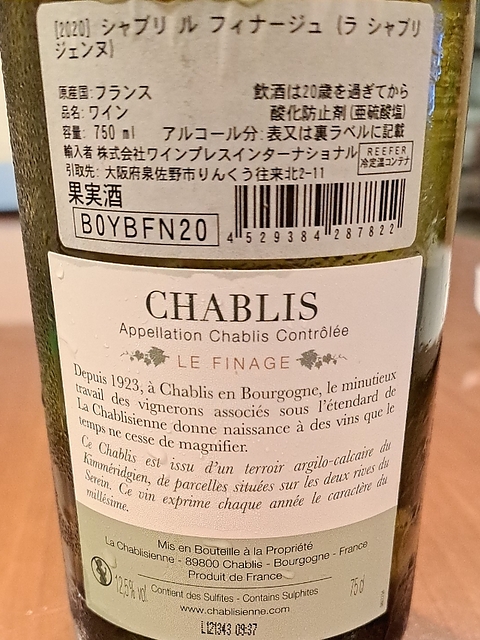 [2020] シャブリ ル フィナージュ (ラ シャブリ
ジェンヌ)
原産国:フランス 飲酒は20歳を過ぎてから
品名: ワイン 酸化防止剤(亜硫酸塩)
容量: 750 ml アルコール分:表又は裏ラベルに記載
輸入者 株式会社ワインプレスインターナショナル
REEFER
冷定温コンテナ
引取先: 大阪府泉佐野市りんくう往来北2-11
果実酒
B0YBFN20
4 529384 287822
CHABLIS
Appellation Chablis Contrôlée
LE FINAGE
Depuis 1923, à Chablis en Bourgogne, le minutieux
travail des vignerons associés sous l'étendard de
La Chablisienne donne naissance à des vins que le
temps ne cesse de magnifier.
Ce Chablis est issu d'un terroir argilo-calcaire du
Kimméridgien, de parcelles situées sur les deux rives du
Serein. Ce vin exprime chaque année le caractère du
millésime.
Mis en Bouteille à la Propriété
La Chablisienne - 89800 Chablis - Bourgogne - France
Produit de France
12,5% vol. Contient des Sulfites - Contains Sulphites 75cl
www.chablisienne.com
L121343 09:37